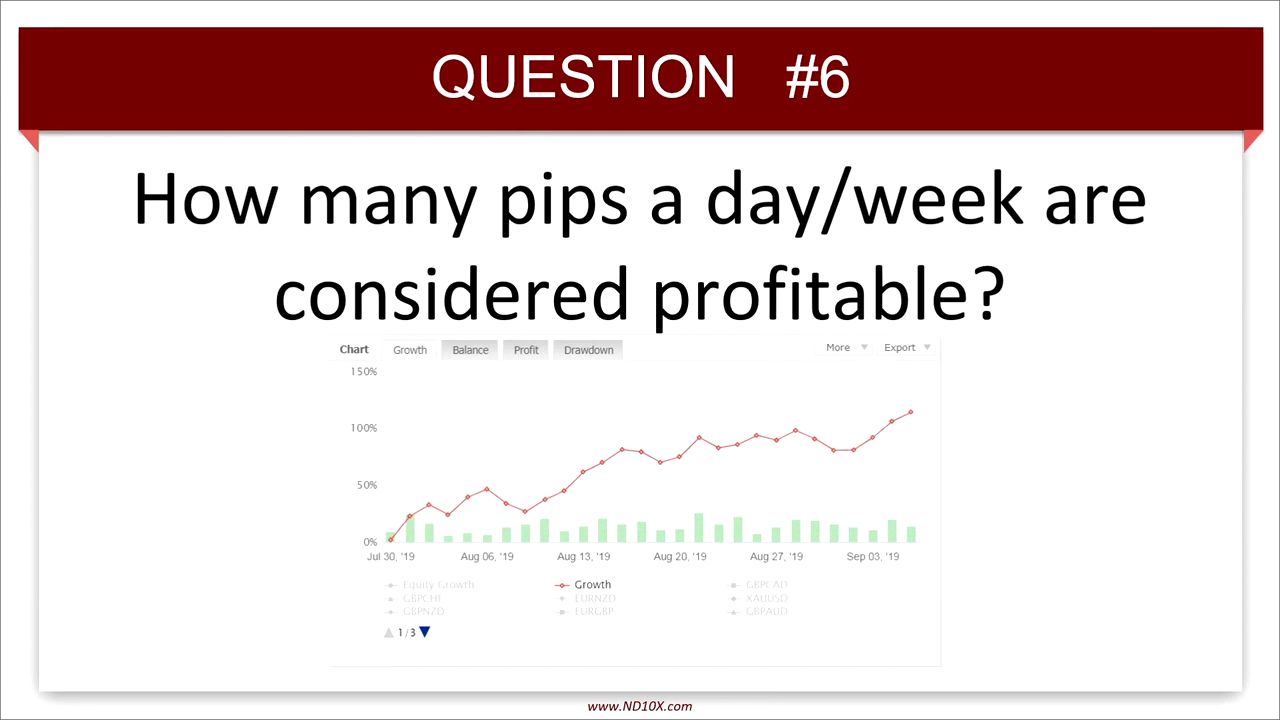 QUESTION #6
How many pips a day/week are
considered profitable?
Chart Growth Balance Profit Drawdown More Export
150%
100%
50%
0%
Jul 30, '19 Aug 06, '19 Aug 13, '19 Aug 20, '19 Aug 27, '19 Sep 03, '19
Equity Growth Growth GBPCAD
GBPCHF EURNZD XAUUSD
GBPNZD EURGBP GBPAUD
1 / 3
www.ND10X.com